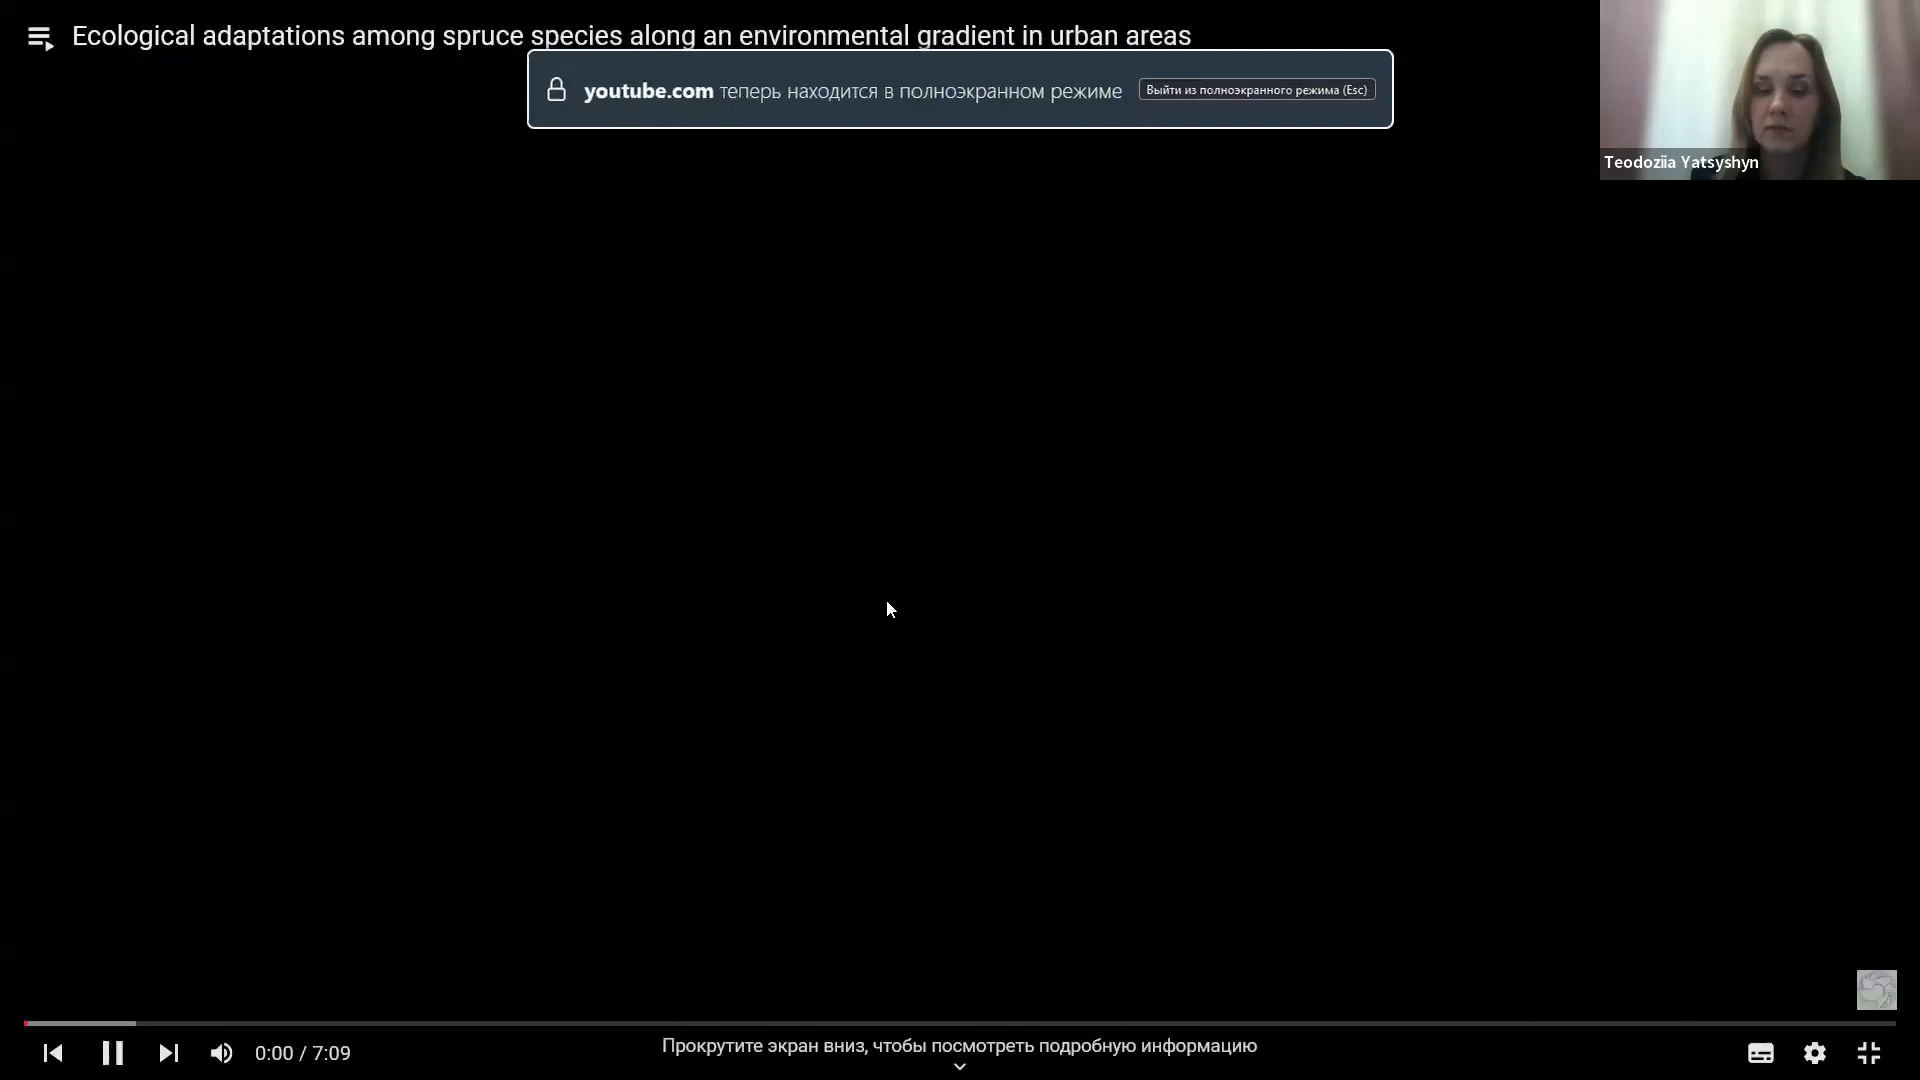 Ecological adaptations among spruce species along an environmental gradient in urban areas
youtube.com теперь находится в полноэкранном режиме
Выйти из полноэкранного режима (Esc)
Teodoziia Yatsyshyn
Прокрутите экран вниз, чтобы посмотреть подробную информацию
0:00 / 7:09